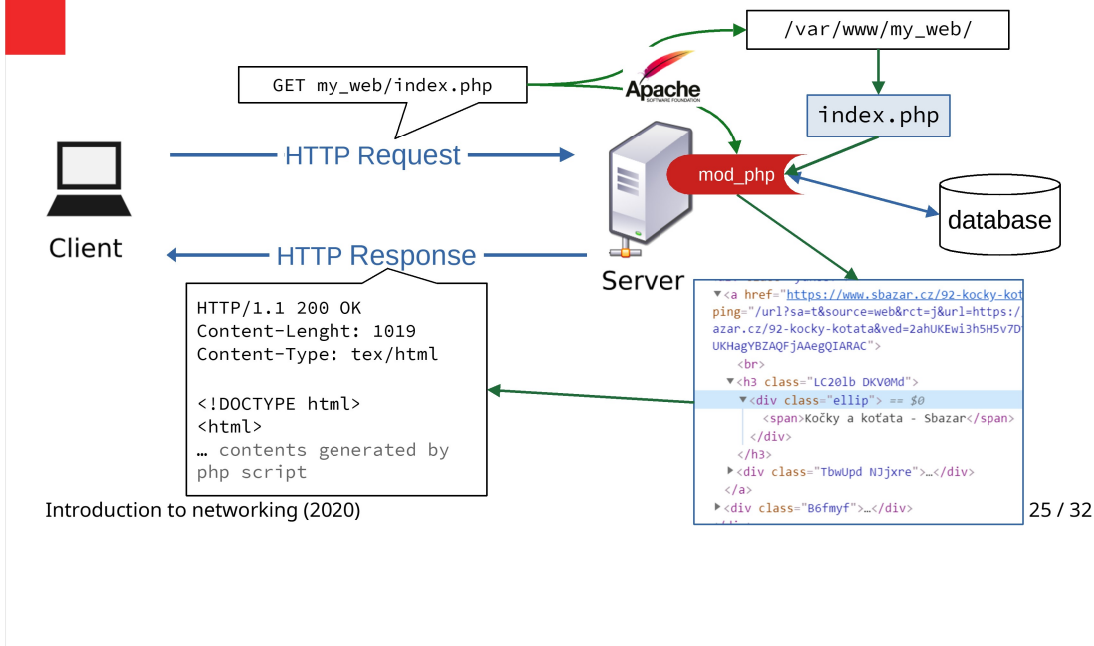 /var/www/my_web/
GET my_web/index.php
Apache
SOFTWARE FOUNDATION
index.php
HTTP Request
mod_php
database
Client
HTTP Response
Server
HTTP/1.1 200 OK
Content-Lenght: 1019
Content-Type: tex/html
<!DOCTYPE html>
<html>
… contents generated by
php script
▼<a href="https://www.sbazar.cz/92-kocky-kot
ping="/url?sa=t&source=web&rct=j&url=https:/
azar.cz/92-kocky-kotata&ved=2ahUKEwi3h5H5v7D
UKHagYBZAQFjAAegQIARAC">
<br>
▼<h3 class="LC20lb DKV0Md">
▼<div class="ellip"> == $0
<span>Kočky a koťata - Sbazar</span>
</div>
</h3>
▶<div class="TbwUpd NJjxre">…</div>
</a>
▶<div class="B6fmyf">…</div>
Introduction to networking (2020)
25 / 32